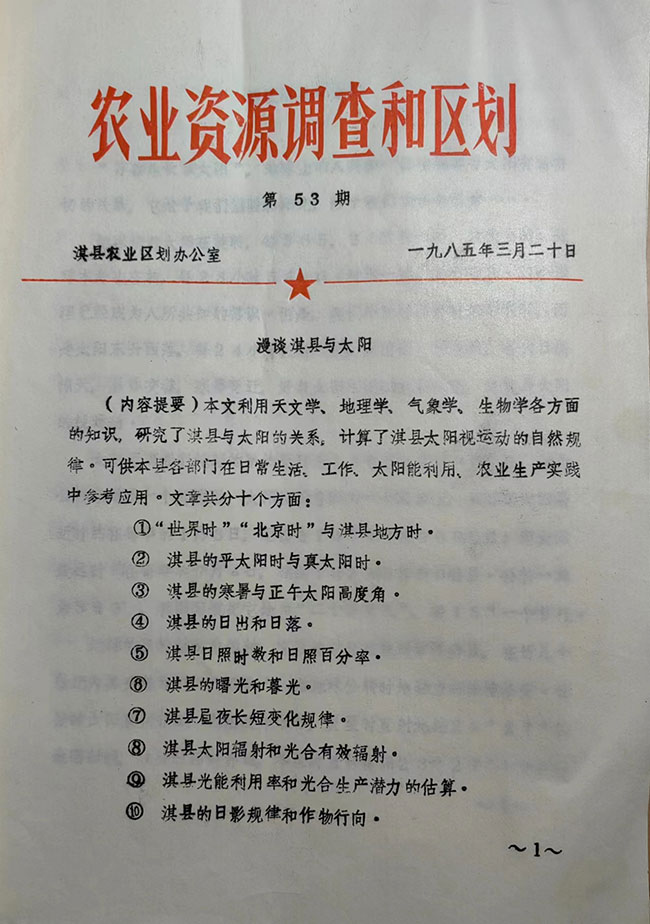 农业资源调查和区划
第 53 期
淇县农业区划办公室 一九八五年三月二十日
漫谈淇县与太阳
（内容提要）本文利用天文学、地理学、气象学、生物学各方面
的知识，研究了淇县与太阳的关系，计算了淇县太阳视运动的自然规
律。可供本县各部门在日常生活、工作、太阳能利用、农业生产实践
中参考应用。文章共分十个方面：
①“世界时”“北京时”与淇县地方时。
② 淇县的平太阳时与真太阳时。
③ 淇县的寒暑与正午太阳高度角。
④ 淇县的日出和日落。
⑤ 淇县日照时数和日照百分率。
⑥ 淇县的曙光和暮光。
⑦ 淇县昼夜长短变化规律。
⑧ 淇县太阳辐射和光合有效辐射。
⑨ 淇县光能利用率和光合生产潜力的估算。
⑩ 淇县的日影规律和作物行向。
～1～